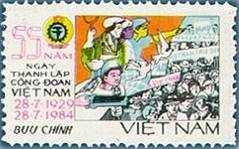 55
NĂM
NGÀY
THÀNH LẬP
CÔNG ĐOÀN
VIỆT NAM
28-7-1929
28-7-1984
BƯU CHÍNH
VIỆT NAM